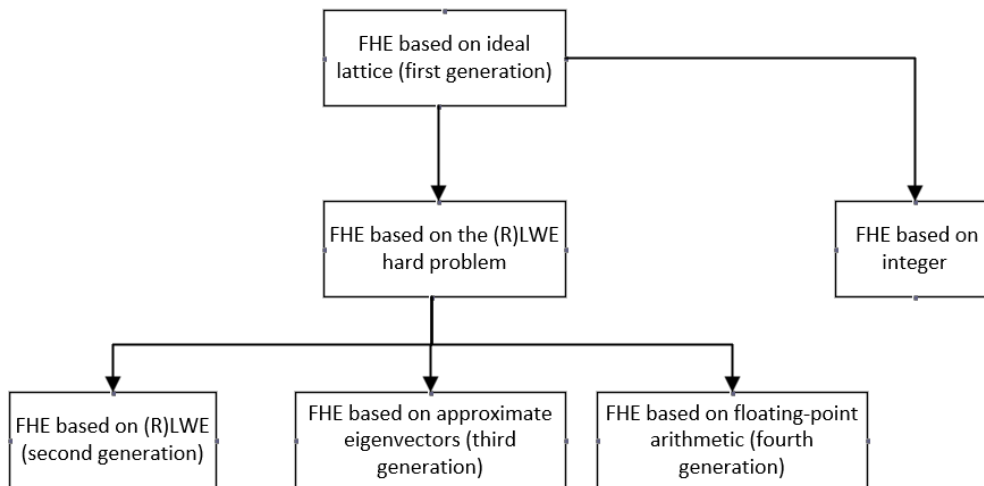 FHE based on ideal
lattice (first generation)
FHE based on the (R)LWE
hard problem
FHE based on
integer
FHE based on (R)LWE
(second generation)
FHE based on approximate
eigenvectors (third
generation)
FHE based on floating-point
arithmetic (fourth
generation)